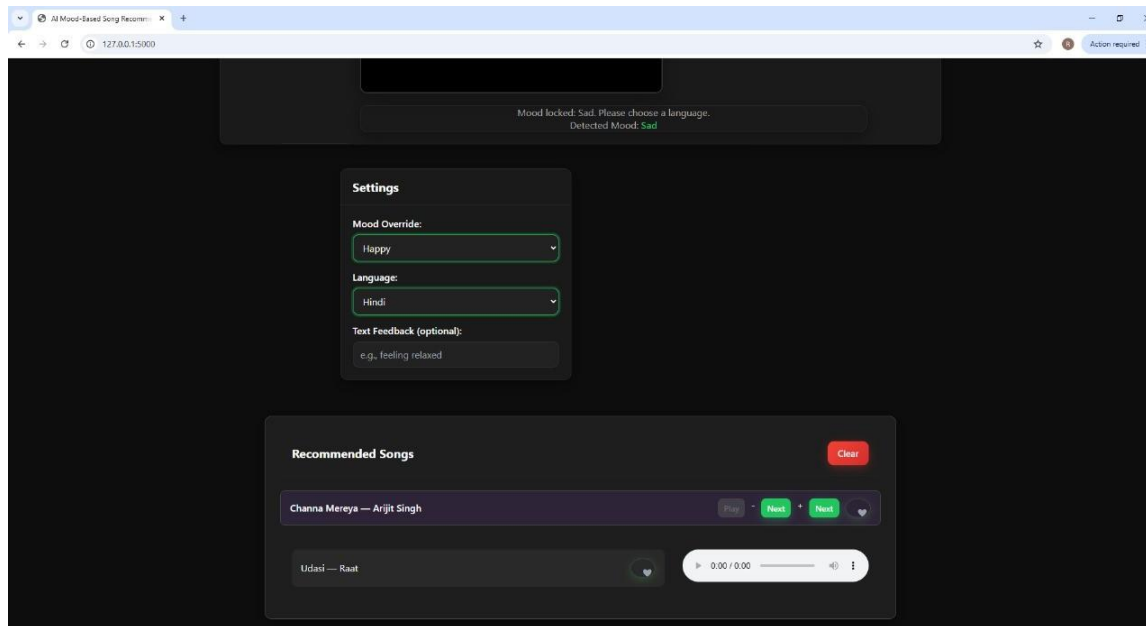 AI Mood-Based Song Recomm
127.0.0.1:5000
R
Action required
Mood locked: Sad. Please choose a language.
Detected Mood: Sad
Settings
Mood Override:
Happy
Language:
Hindi
Text Feedback (optional):
e.g., feeling relaxed
Recommended Songs
Clear
Channa Mereya — Arijit Singh
Play - Next + Next
Udasi — Raat
0:00 / 0:00